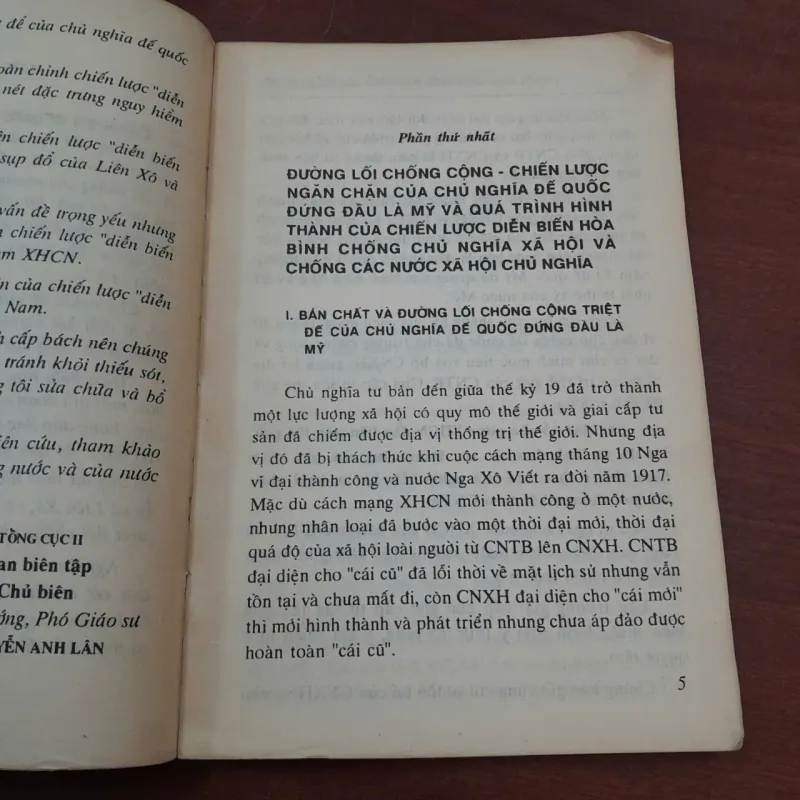 để của chủ nghĩa đế quốc
oàn chỉnh chiến lược "diễn
nét đặc trưng nguy hiểm
ên chiến lược "diễn biến
sụp đổ của Liên Xô và
vấn đề trọng yếu nhưng
n chiến lược "diễn biến
am XHCN.
ến của chiến lược "diễn
Nam.
h cấp bách nên chúng
tránh khỏi thiếu sót,
g tôi sửa chữa và bổ
iên cứu, tham khảo
g nước và của nước
TỔNG CỤC II
an biên tập
Chủ biên
ớng, Phó Giáo sư
YỄN ANH LÂN
Phần thứ nhất
ĐƯỜNG LỐI CHỐNG CỘNG - CHIẾN LƯỢC
NGĂN CHẶN CỦA CHỦ NGHĨA ĐẾ QUỐC
ĐỨNG ĐẦU LÀ MỸ VÀ QUÁ TRÌNH HÌNH
THÀNH CỦA CHIẾN LƯỢC DIỄN BIẾN HÒA
BÌNH CHỐNG CHỦ NGHĨA XÃ HỘI VÀ
CHỐNG CÁC NƯỚC XÃ HỘI CHỦ NGHĨA
I. BẢN CHẤT VÀ ĐƯỜNG LỐI CHỐNG CỘNG TRIỆT
ĐỂ CỦA CHỦ NGHĨA ĐẾ QUỐC ĐỨNG ĐẦU LÀ
MỸ
Chủ nghĩa tư bản đến giữa thế kỷ 19 đã trở thành
một lực lượng xã hội có quy mô thế giới và giai cấp tư
sản đã chiếm được địa vị thống trị thế giới. Nhưng địa
vị đó đã bị thách thức khi cuộc cách mạng tháng 10 Nga
vĩ đại thành công và nước Nga Xô Viết ra đời năm 1917.
Mặc dù cách mạng XHCN mới thành công ở một nước,
nhưng nhân loại đã bước vào một thời đại mới, thời đại
quá độ của xã hội loài người từ CNTB lên CNXH. CNTB
đại diện cho "cái cũ" đã lỗi thời về mặt lịch sử nhưng vẫn
tồn tại và chưa mất đi, còn CNXH đại diện cho "cái mới"
thì mới hình thành và phát triển nhưng chưa áp đảo được
hoàn toàn "cái cũ".
5